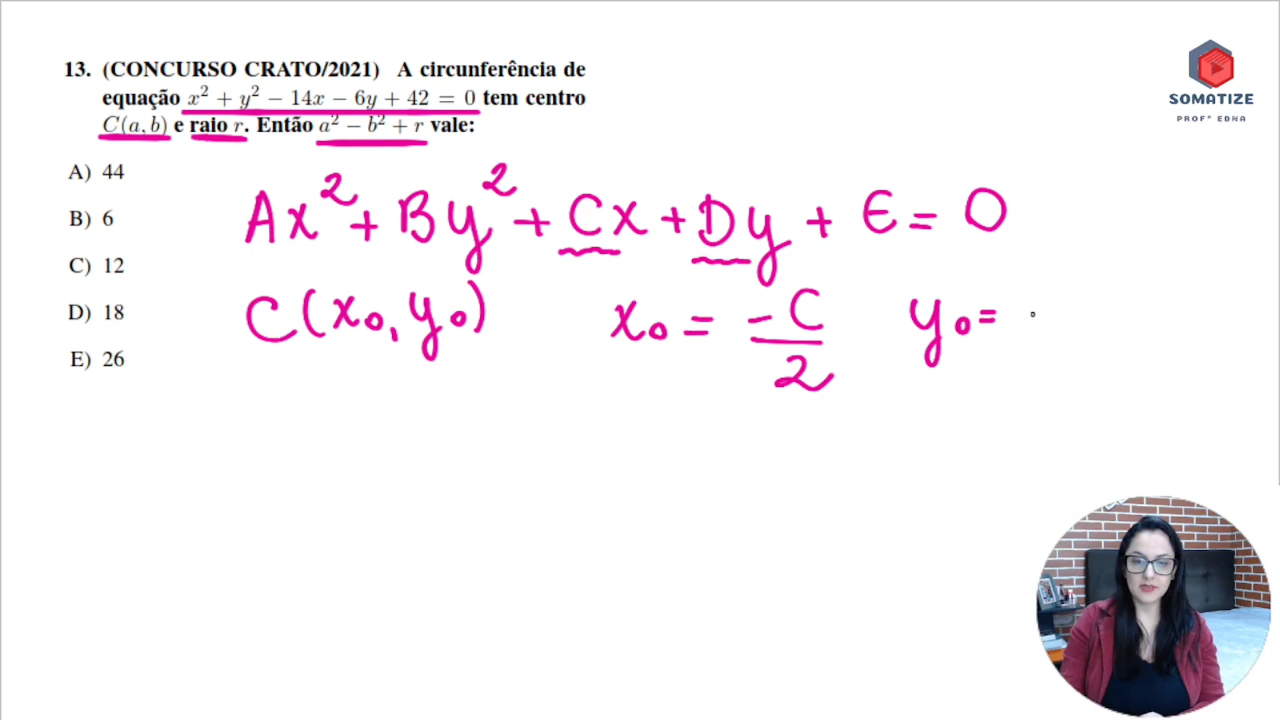 13. (CONCURSO CRATO/2021) A circunferência de
equação x² + y² − 14x − 6y + 42 = 0 tem centro
C(a, b) e raio r. Então a² − b² + r vale:
A) 44
B) 6
C) 12
D) 18
E) 26
Ax² + By² + Cx + Dy + E = 0
C(x₀, y₀) x₀ = -C/2 y₀ =
SOMATIZE
PROFª EDNA